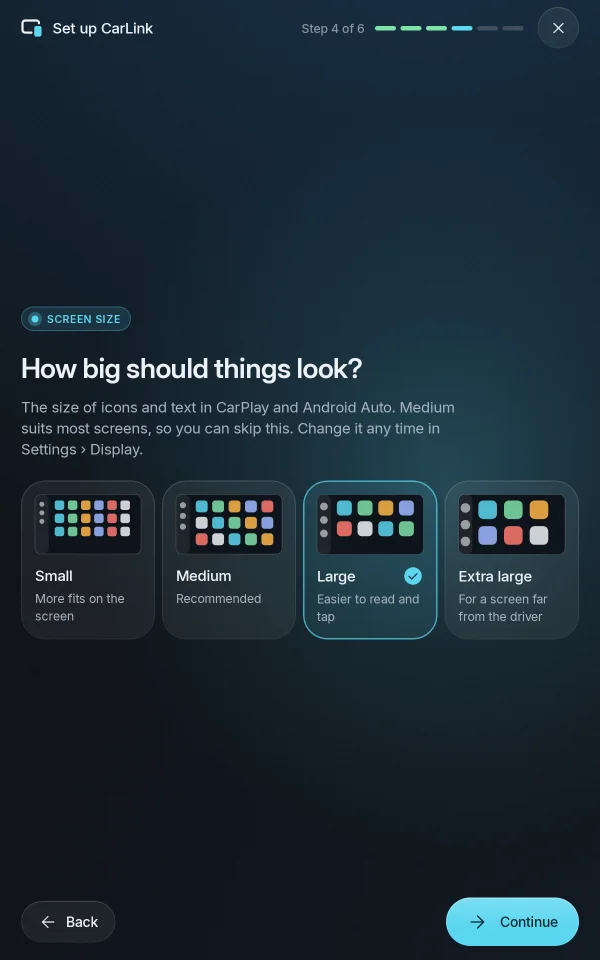 Set up CarLink
Step 4 of 6
SCREEN SIZE
How big should things look?
The size of icons and text in CarPlay and Android Auto. Medium
suits most screens, so you can skip this. Change it any time in
Settings › Display.
Small
More fits on the
screen
Medium
Recommended
Large
Easier to read and
tap
Extra large
For a screen far
from the driver
Back
Continue